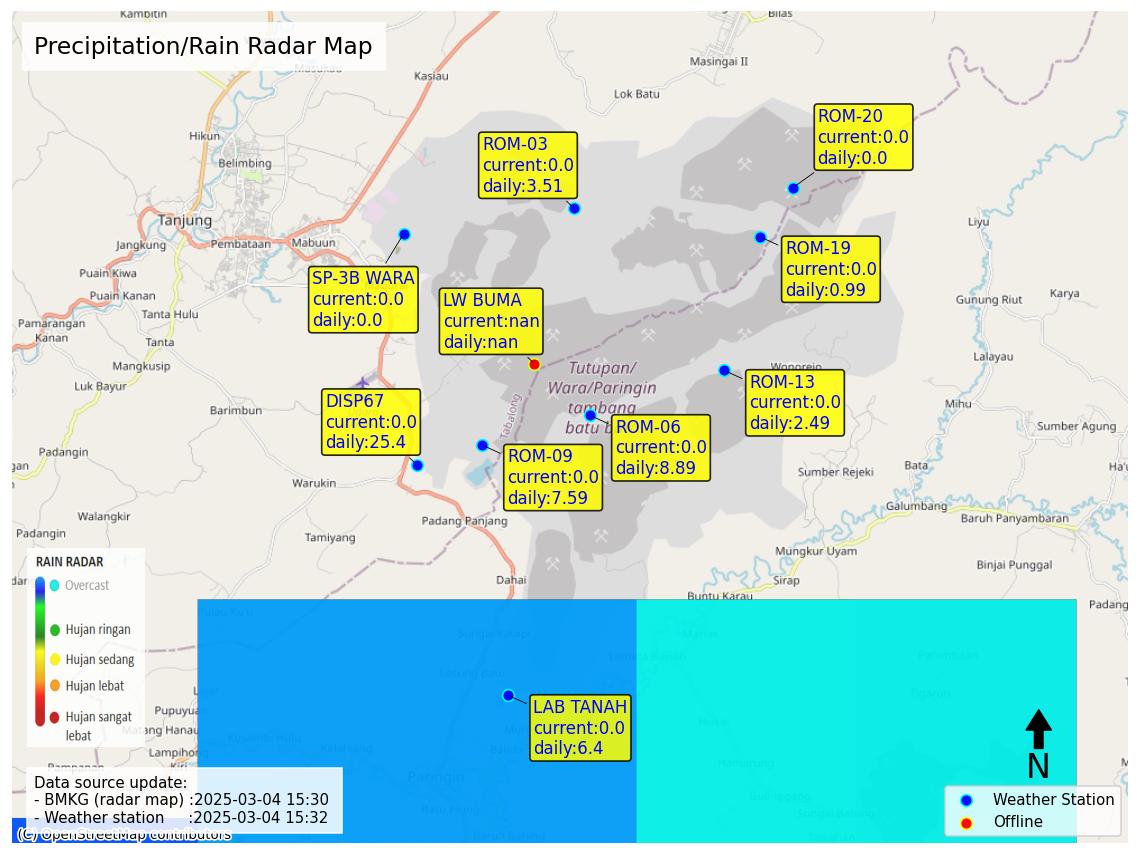 Kambitin
Bilas
Precipitation/Rain Radar Map
Masukau
Kasiau
Masingai II
Lok Batu
ROM-20
current:0.0
daily:0.0
Hikun
ROM-03
current:0.0
daily:3.51
Belimbing
Tanjung
Liyu
Jangkung
Pembataan
Mabuun
ROM-19
current:0.0
daily:0.99
Puain Kiwa
SP-3B WARA
current:0.0
daily:0.0
Puain Kanan
LW BUMA
current:nan
daily:nan
Gunung Riut
Karya
Tanta Hulu
Pamarangan
Kanan
Tanta
Lalayau
Mangkusip
Tutupan/
Wara/Paringin
tambang
batu b
Wonorejo
Luk Bayur
ROM-13
current:0.0
daily:2.49
DISP67
current:0.0
daily:25.4
Barimbun
Mihu
Tabalong
ROM-06
current:0.0
daily:8.89
Sumber Agung
ROM-09
current:0.0
daily:7.59
gan
Bata
Ha'u
Sumber Rejeki
Warukin
Galumbang
Walangkir
Padang Panjang
Baruh Panyambaran
Padangin
Tamiyang
Mungkur Uyam
Binjai Punggal
RAIN RADAR
Overcast
Hujan ringan
Hujan sedang
Hujan lebat
Hujan sangat
lebat
dar
Dahai
Sirap
Buntu Karau
Padang
Sungai Ketapi
LAB TANAH
current:0.0
daily:6.4
Pupuyuan
Matang Hanau
Lampihong
Kiri
Paringin
N
Data source update:
- BMKG (radar map) :2025-03-04 15:30
- Weather station :2025-03-04 15:32
Weather Station
Offline
(C) OpenStreetMap contributors